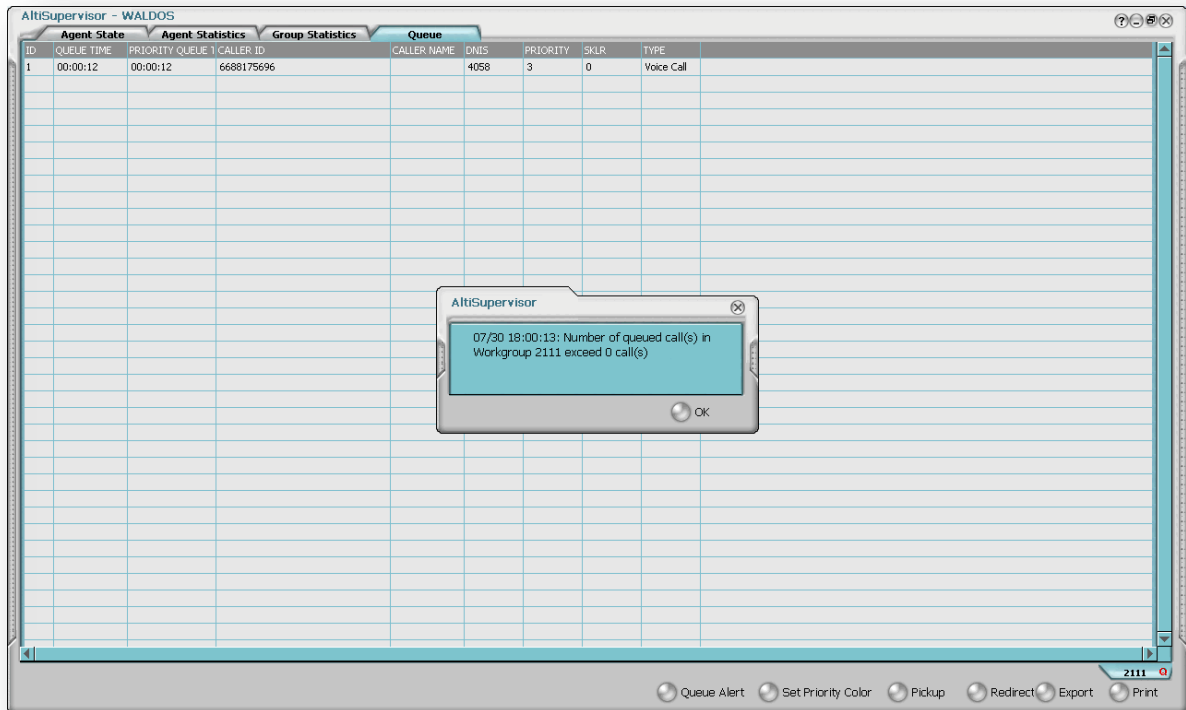 AltiSupervisor - WALDOS
Agent State Agent Statistics Group Statistics Queue
ID QUEUE TIME PRIORITY QUEUE T CALLER ID CALLER NAME DNIS PRIORITY SKLR TYPE
1 00:00:12 00:00:12 6688175696 4058 3 0 Voice Call
AltiSupervisor
07/30 18:00:13: Number of queued call(s) in
Workgroup 2111 exceed 0 call(s)
OK
2111 Q
Queue Alert Set Priority Color Pickup Redirect Export Print